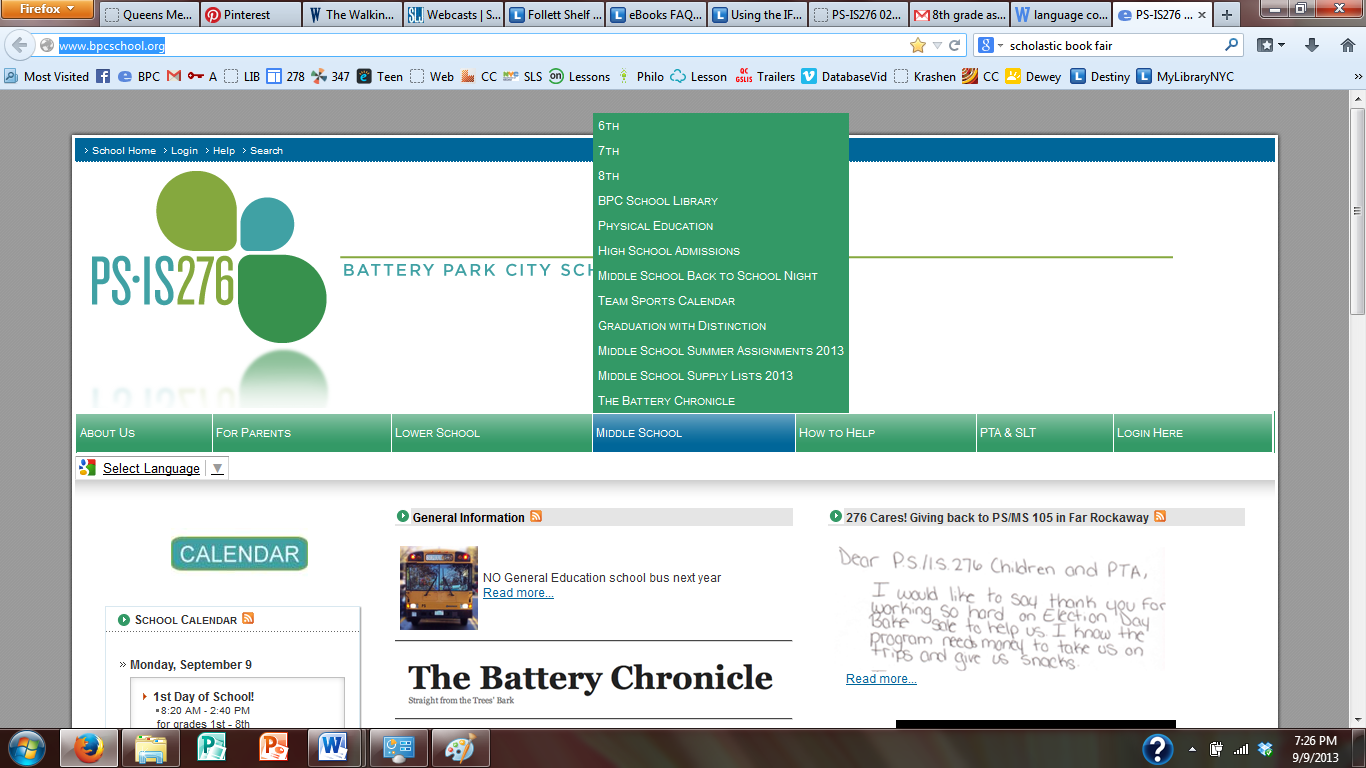 Firefox
Queens Me...
Pinterest
The Walkin...
Webcasts | S...
Follett Shelf ...
eBooks FAQ...
Using the IF...
PS-IS276 02...
8th grade as...
language co...
PS-IS276 ...
www.bpcschool.org
scholastic book fair
Most Visited
BPC
A
LIB
278
347
Teen
Web
CC
SLS
Lessons
Philo
Lesson
QC GSLIS
Trailers
DatabaseVid
Krashen
CC
Dewey
Destiny
MyLibraryNYC
School Home
Login
Help
Search
PS·IS276
BATTERY PARK CITY SCH
6TH
7TH
8TH
BPC SCHOOL LIBRARY
PHYSICAL EDUCATION
HIGH SCHOOL ADMISSIONS
MIDDLE SCHOOL BACK TO SCHOOL NIGHT
TEAM SPORTS CALENDAR
GRADUATION WITH DISTINCTION
MIDDLE SCHOOL SUMMER ASSIGNMENTS 2013
MIDDLE SCHOOL SUPPLY LISTS 2013
THE BATTERY CHRONICLE
ABOUT US
FOR PARENTS
LOWER SCHOOL
MIDDLE SCHOOL
HOW TO HELP
PTA & SLT
LOGIN HERE
Select Language
CALENDAR
SCHOOL CALENDAR
Monday, September 9
1st Day of School!
8:20 AM - 2:40 PM
for grades 1st - 8th
General Information
NO General Education school bus next year
Read more...
The Battery Chronicle
Straight from the Trees' Bark
276 Cares! Giving back to PS/MS 105 in Far Rockaway
Dear P.S/I.S.276 Children and PTA,
I would like to say thank you for
working so hard on Election Day
Bake sale to help us. I know the
program needs money to take us on
trips and give us snacks.
Read more...
7:26 PM
9/9/2013